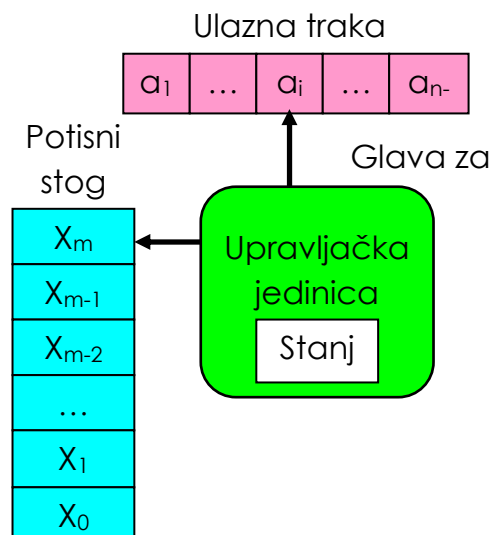 Ulazna traka
a1 … ai … an-
Potisni
stog
Glava za
Xm
Xm-1
Xm-2
…
X1
X0
Upravljačka
jedinica
Stanj